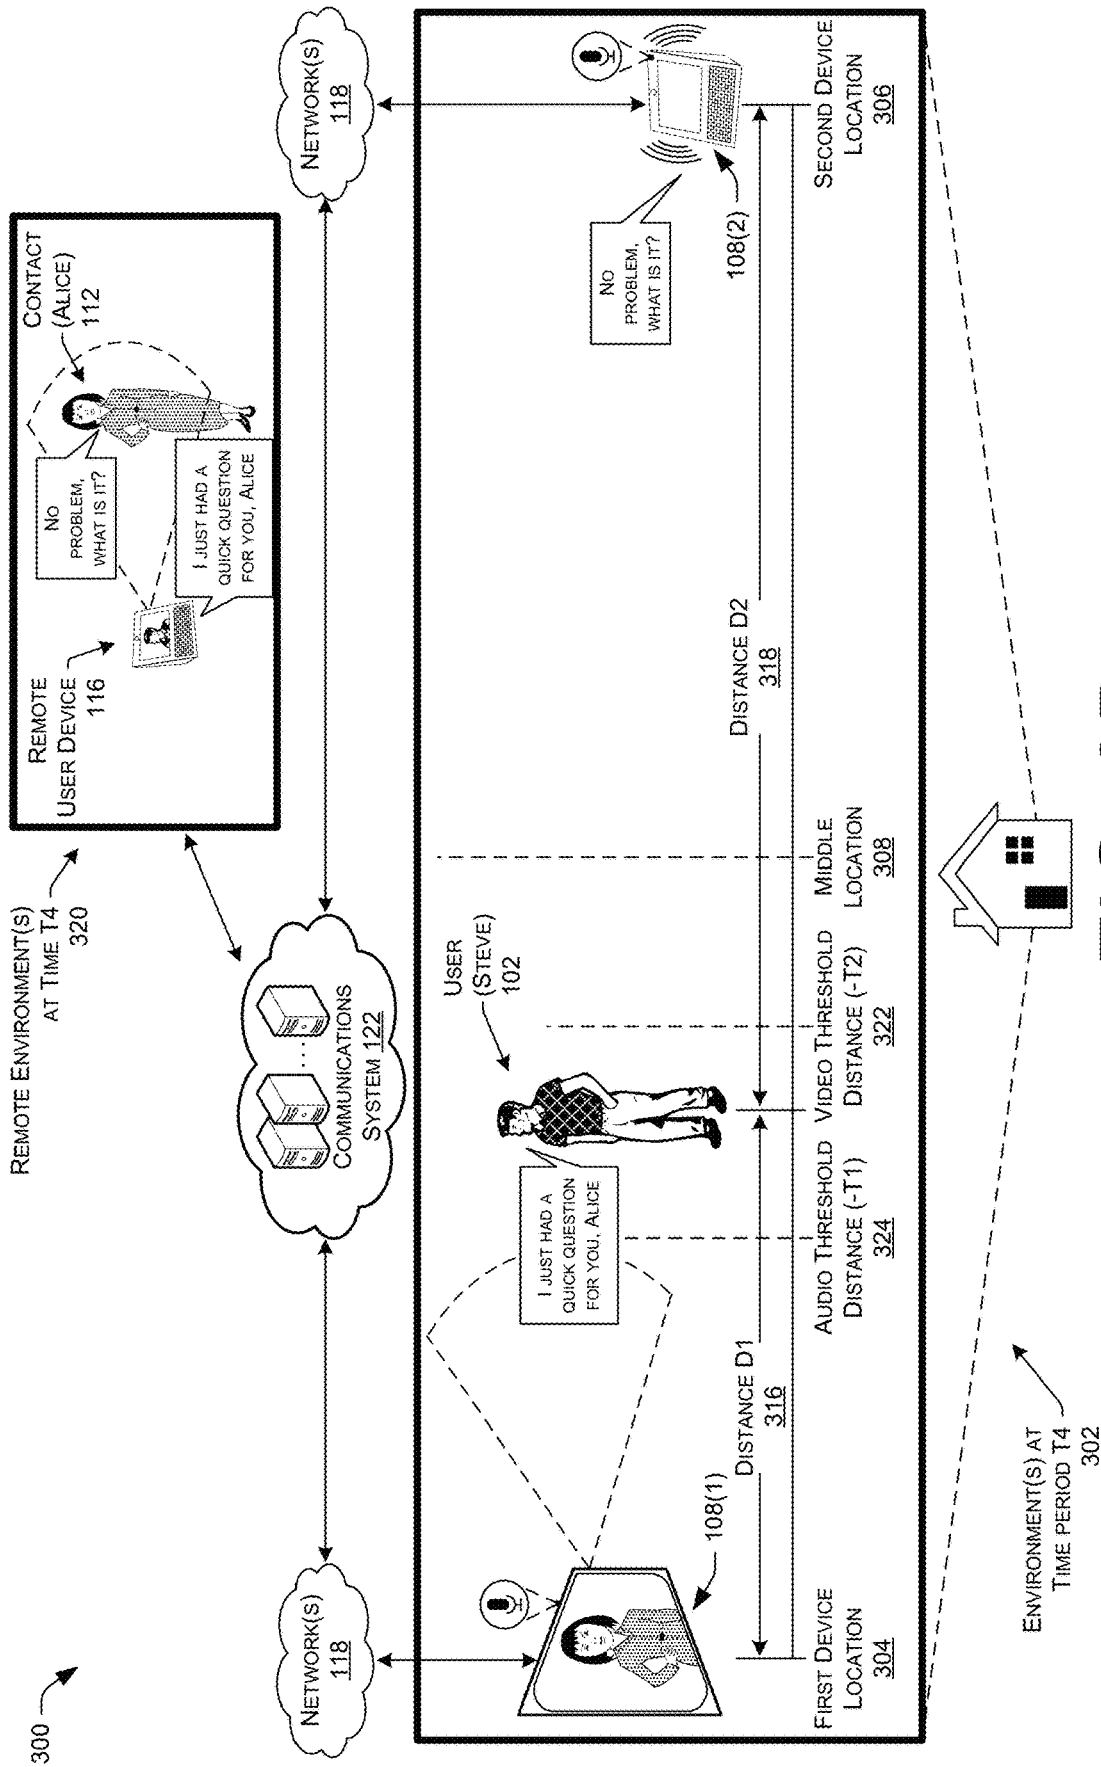 300
REMOTE ENVIRONMENT(S)
AT TIME T4
320
REMOTE
USER DEVICE
116
CONTACT
(ALICE)
112
NO
PROBLEM,
WHAT IS IT?
I JUST HAD A
QUICK QUESTION
FOR YOU, ALICE
NETWORK(S)
118
COMMUNICATIONS
SYSTEM 122
NETWORK(S)
118
USER
(STEVE)
102
I JUST HAD A
QUICK QUESTION
FOR YOU, ALICE
NO
PROBLEM,
WHAT IS IT?
108(1)
108(2)
DISTANCE D1
316
DISTANCE D2
318
FIRST DEVICE
LOCATION
304
AUDIO THRESHOLD
DISTANCE (-T1)
324
VIDEO THRESHOLD
DISTANCE (-T2)
322
MIDDLE
LOCATION
308
SECOND DEVICE
LOCATION
306
ENVIRONMENT(S) AT
TIME PERIOD T4
302